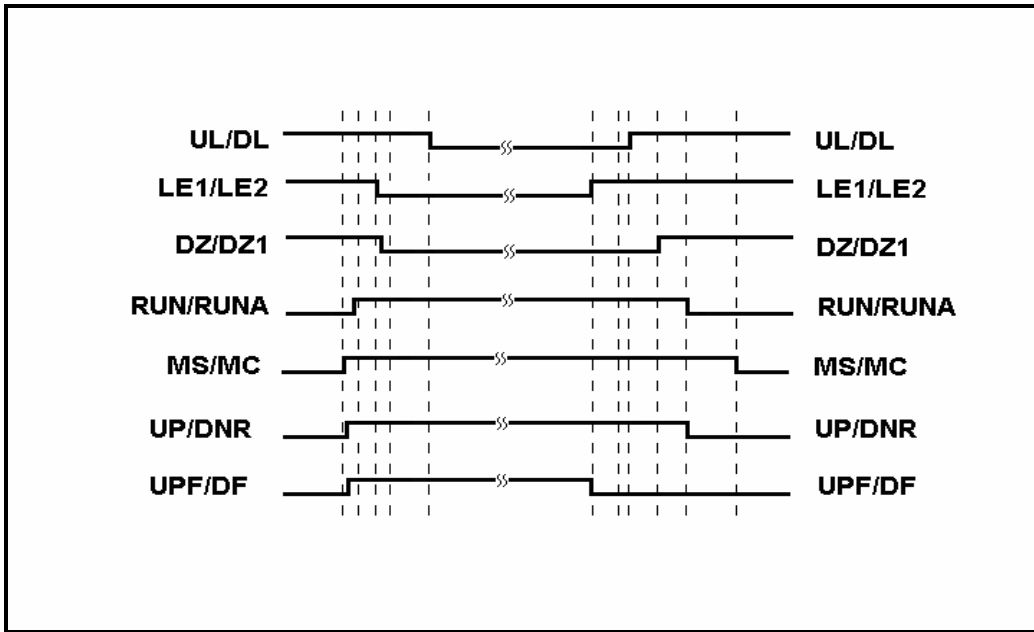 UL/DL UL/DL
LE1/LE2 LE1/LE2
DZ/DZ1 DZ/DZ1
RUN/RUNA RUN/RUNA
MS/MC MS/MC
UP/DNR UP/DNR
UPF/DF UPF/DF